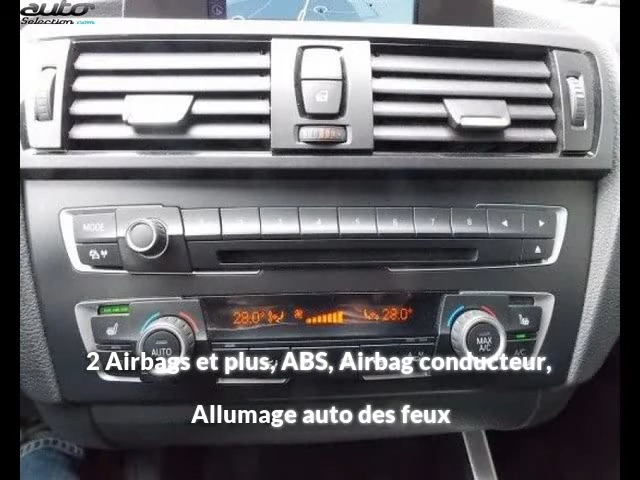 auto
Selection.com
MODE
1 2 3 4 5 6 7 8
28.0° 28.0°
AUTO
MAX
A/C
A/C
2 Airbags et plus, ABS, Airbag conducteur,
Allumage auto des feux